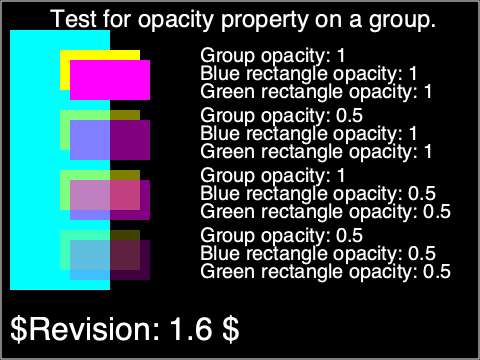 Test for opacity property on a group.
Group opacity: 1
Blue rectangle opacity: 1
Green rectangle opacity: 1
Group opacity: 0.5
Blue rectangle opacity: 1
Green rectangle opacity: 1
Group opacity: 1
Blue rectangle opacity: 0.5
Green rectangle opacity: 0.5
Group opacity: 0.5
Blue rectangle opacity: 0.5
Green rectangle opacity: 0.5
$Revision: 1.6 $